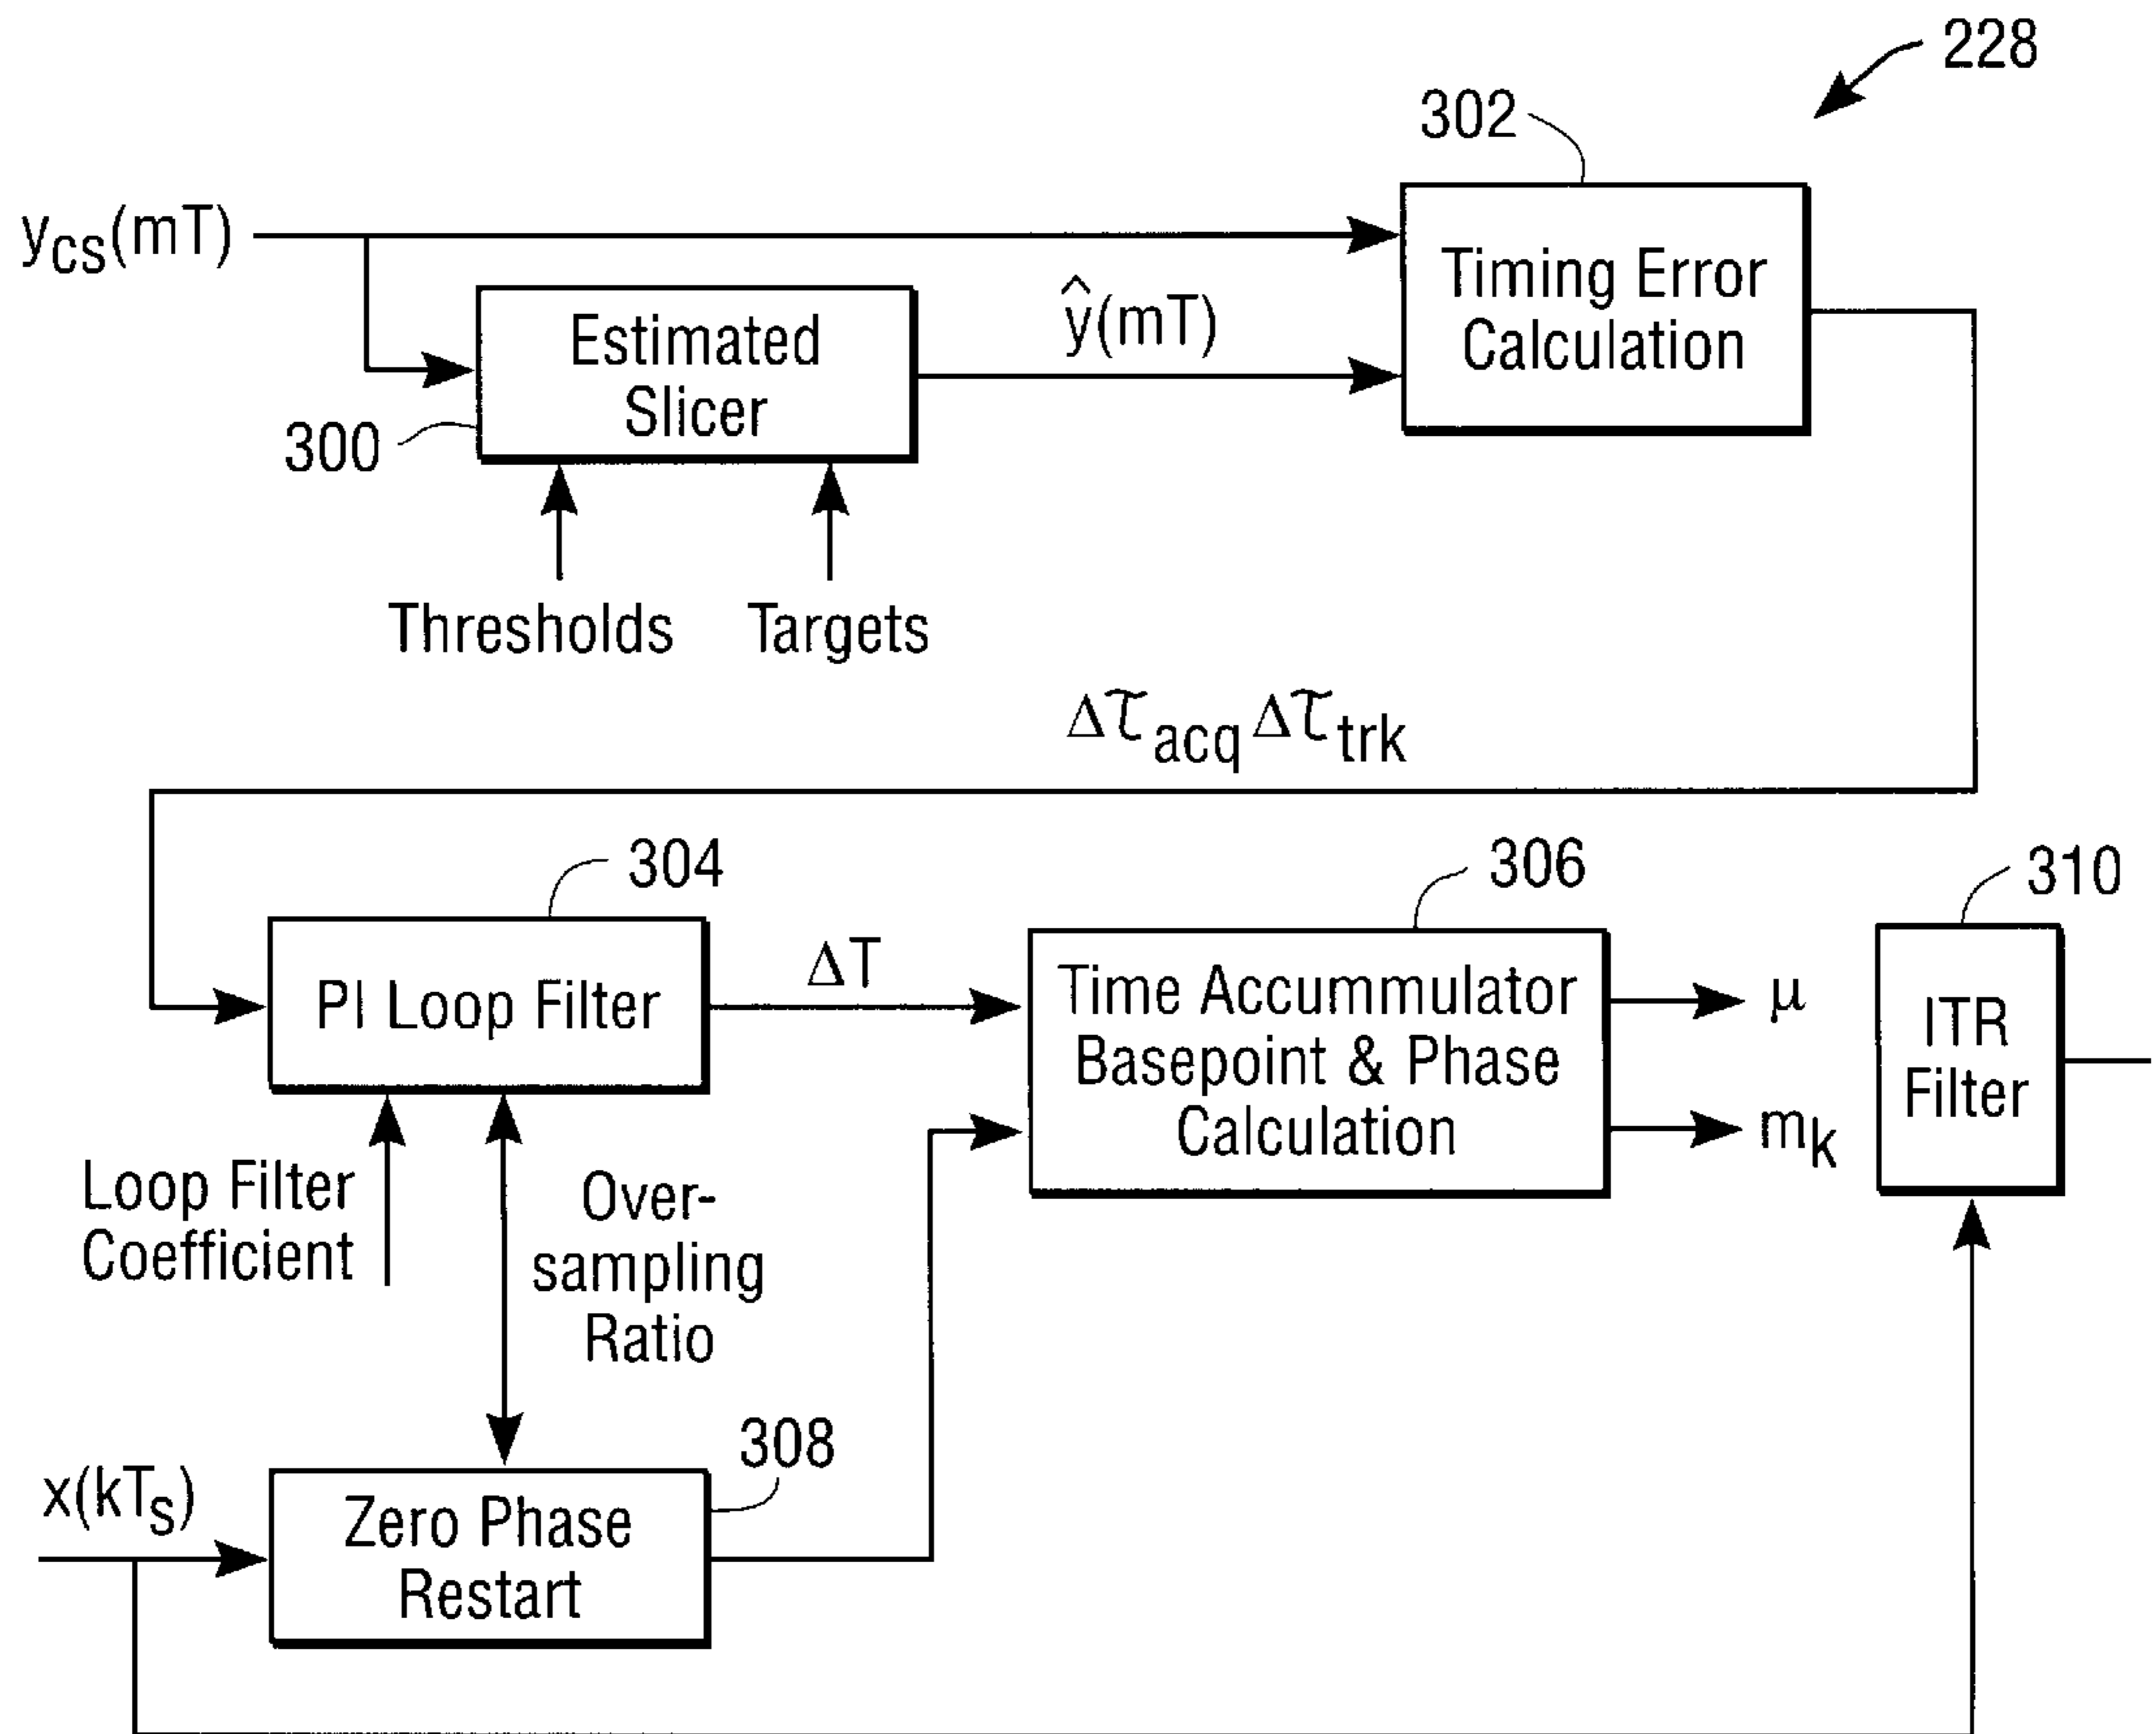 228
302
y_cs(mT)
Timing Error
Calculation
ŷ(mT)
Estimated
Slicer
300
Thresholds
Targets
Δτ_acq Δτ_trk
304
306
310
PI Loop Filter
ΔT
Time Accummulator
Basepoint & Phase
Calculation
μ
m_k
ITR
Filter
Loop Filter
Coefficient
Over-
sampling
Ratio
308
x(kT_s)
Zero Phase
Restart